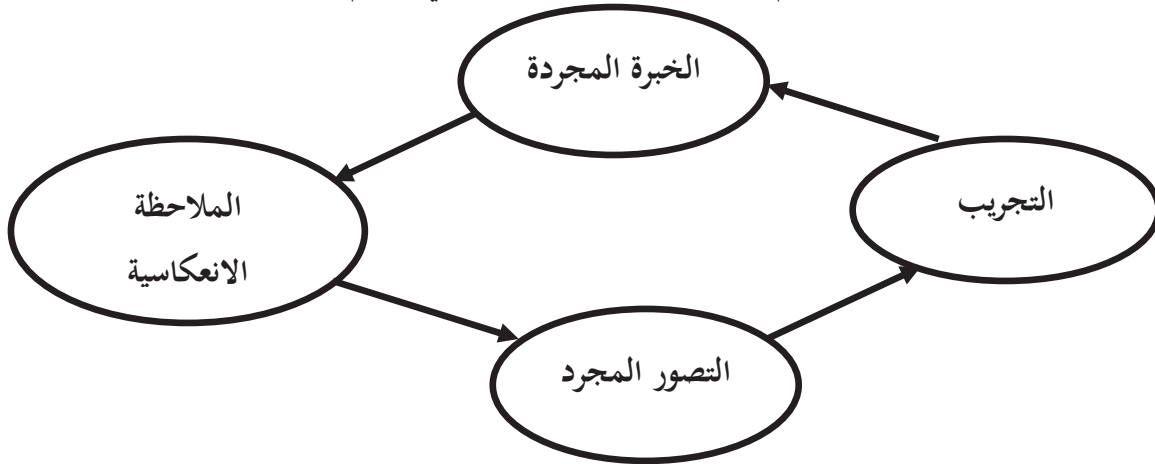 الخبرة المجردة
التجريب
الملاحظة
الانعكاسية
التصور المجرد